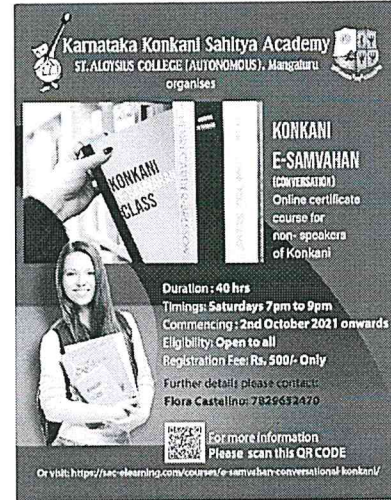 Karnataka Konkani Sahitya Academy
ST. ALOYSIUS COLLEGE (AUTONOMOUS), Mangaluru
organises
KONKANI
CLASS
KONKANI
E-SAMVAHAN
(CONVERSATION)
Online certificate
course for
non- speakers
of Konkani
Duration : 40 hrs
Timings: Saturdays 7pm to 9pm
Commencing : 2nd October 2021 onwards
Eligibility: Open to all
Registration Fee: Rs. 500/- Only
Further details please contact:
Flora Castelino: 7829652470
For more Information
Please scan this QR CODE
Or visit: https://sac-elearning.com/courses/e-samvahan-conversational-konkani/